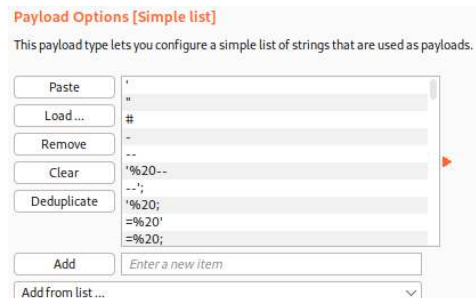 Payload Options [Simple list]
This payload type lets you configure a simple list of strings that are used as payloads.
Paste
Load ...
Remove
Clear
Deduplicate
'
"
#
-
--
'%20--
--';
'%20;
=%20'
=%20;
Add
Enter a new item
Add from list ...